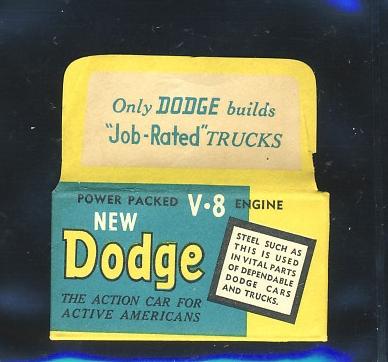 Only DODGE builds
"Job-Rated" TRUCKS
POWER PACKED V-8 ENGINE
NEW
Dodge
THE ACTION CAR FOR
ACTIVE AMERICANS
STEEL SUCH AS
THIS IS USED
IN VITAL PARTS
OF DEPENDABLE
DODGE CARS
AND TRUCKS.